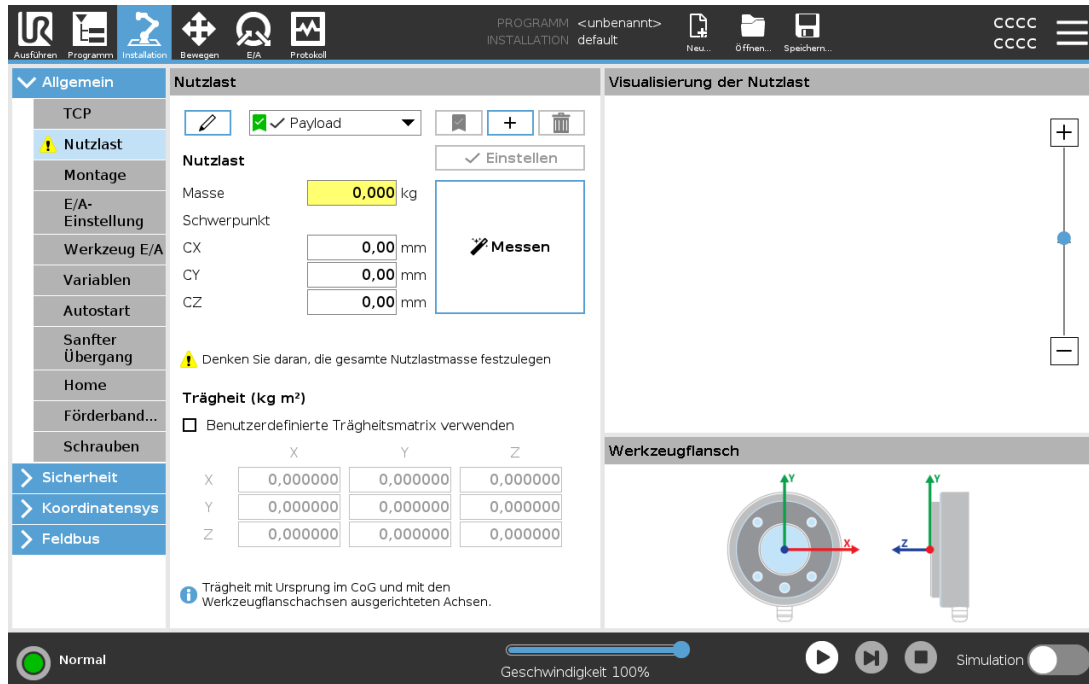 PROGRAMM <unbenannt>
INSTALLATION default
Ausführen
Programm
Installation
Bewegen
E/A
Protokoll
Neu...
Öffnen...
Speichern...
CCCC
CCCC
Allgemein
TCP
Nutzlast
Montage
E/A-
Einstellung
Werkzeug E/A
Variablen
Autostart
Sanfter
Übergang
Home
Förderband...
Schrauben
Sicherheit
Koordinatensys
Feldbus
Nutzlast
Payload
+
Nutzlast
Einstellen
Masse 0,000 kg
Schwerpunkt
CX 0,00 mm
CY 0,00 mm
CZ 0,00 mm
Messen
Denken Sie daran, die gesamte Nutzlastmasse festzulegen
Trägheit (kg m²)
Benutzerdefinierte Trägheitsmatrix verwenden
X Y Z
X 0,000000 0,000000 0,000000
Y 0,000000 0,000000 0,000000
Z 0,000000 0,000000 0,000000
Trägheit mit Ursprung im CoG und mit den
Werkzeugflanschachsen ausgerichteten Achsen.
Visualisierung der Nutzlast
Werkzeugflansch
Y
X
Y
Z
Normal
Geschwindigkeit 100%
Simulation